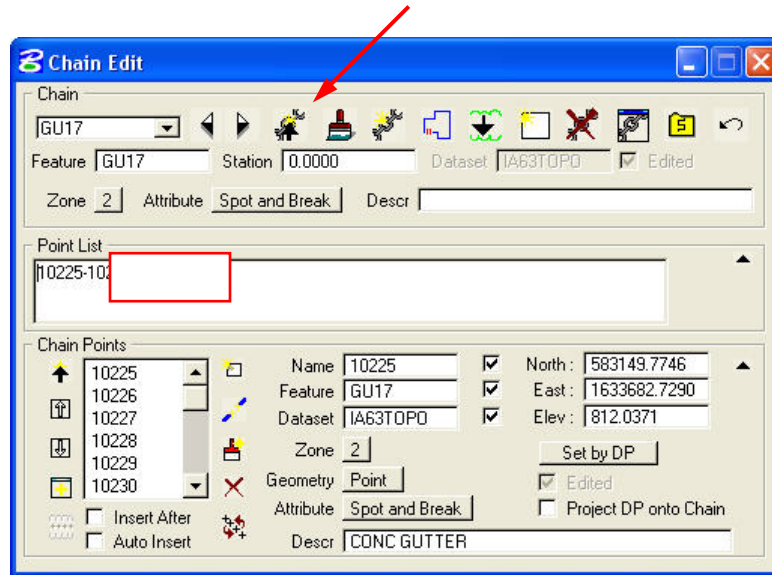 Chain Edit
Chain
GU17
Feature GU17 Station 0.0000 Dataset IA63TOPO Edited
Zone 2 Attribute Spot and Break Descr
Point List
10225-102
Chain Points
10225
10226
10227
10228
10229
10230
Insert After
Auto Insert
Name 10225 North : 583149.7746
Feature GU17 East : 1633682.7290
Dataset IA63TOPO Elev : 812.0371
Zone 2 Set by DP
Geometry Point Edited
Attribute Spot and Break Project DP onto Chain
Descr CONC GUTTER